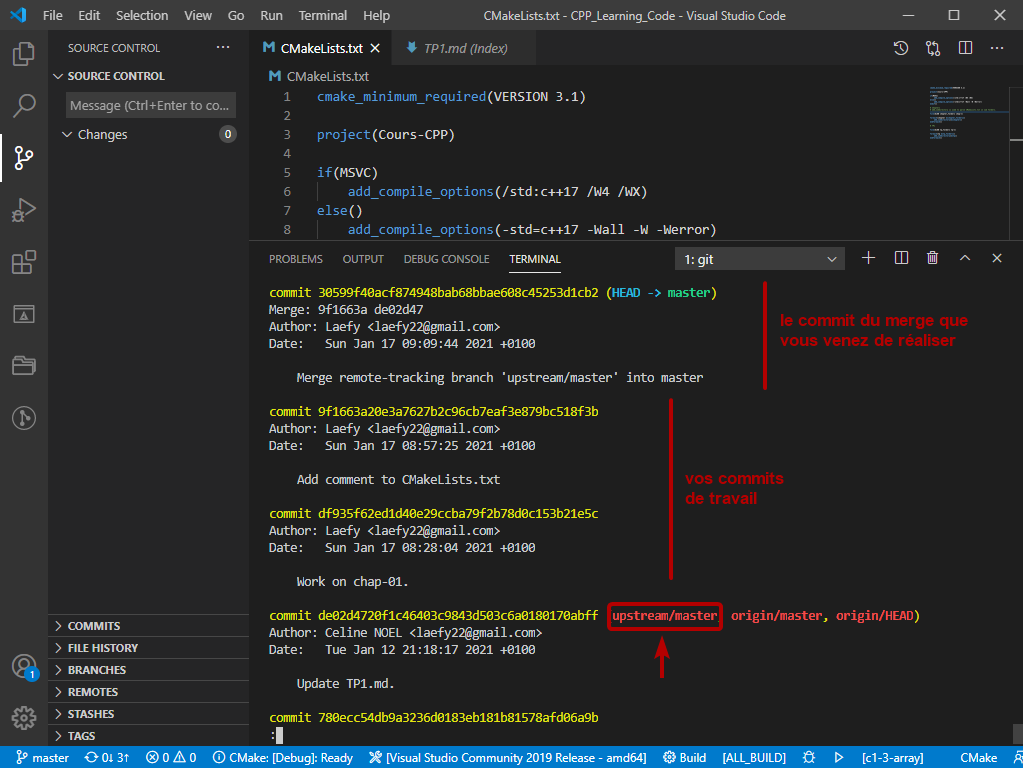 File Edit Selection View Go Run Terminal Help CMakeLists.txt - CPP_Learning_Code - Visual Studio Code
SOURCE CONTROL
SOURCE CONTROL
Message (Ctrl+Enter to co...
Changes 0
COMMITS
FILE HISTORY
BRANCHES
REMOTES
STASHES
TAGS
1
CMakeLists.txt TP1.md (Index)
CMakeLists.txt
1 cmake_minimum_required(VERSION 3.1)
2
3 project(Cours-CPP)
4
5 if(MSVC)
6 add_compile_options(/std:c++17 /W4 /WX)
7 else()
8 add_compile_options(-std=c++17 -Wall -W -Werror)
PROBLEMS OUTPUT DEBUG CONSOLE TERMINAL 1: git
commit 30599f40acf874948bab68bbae608c45253d1cb2 (HEAD -> master)
Merge: 9f1663a de02d47
Author: Laefy <laefy22@gmail.com>
Date: Sun Jan 17 09:09:44 2021 +0100
Merge remote-tracking branch 'upstream/master' into master
le commit du merge que
vous venez de réaliser
commit 9f1663a20e3a7627b2c96cb7eaf3e879bc518f3b
Author: Laefy <laefy22@gmail.com>
Date: Sun Jan 17 08:57:25 2021 +0100
Add comment to CMakeLists.txt
commit df935f62ed1d40e29ccba79f2b78d0c153b21e5c
Author: Laefy <laefy22@gmail.com>
Date: Sun Jan 17 08:28:04 2021 +0100
Work on chap-01.
vos commits
de travail
commit de02d4720f1c46403c9843d503c6a0180170abff upstream/master, origin/master, origin/HEAD)
Author: Celine NOEL <laefy22@gmail.com>
Date: Tue Jan 12 21:18:17 2021 +0100
Update TP1.md.
commit 780ecc54db9a3236d0183eb181b81578afd06a9b
:
master 0↓ 3↑ 0 0 CMake: [Debug]: Ready [Visual Studio Community 2019 Release - amd64] Build [ALL_BUILD] [c1-3-array] CMake